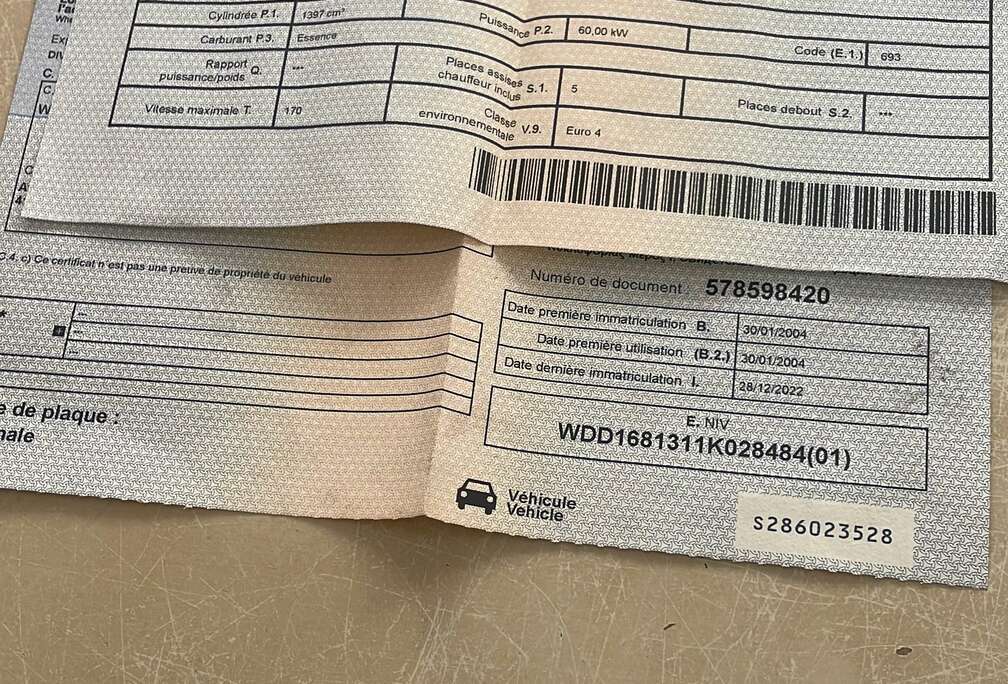 Cylindrée P.1. 1397 cm³
Puissance P.2. 60,00 kW
Code (E.1.) 693
Carburant P.3. Essence
Rapport puissance/poids Q. ---
Places assises chauffeur inclus S.1. 5
Places debout S.2. ---
Vitesse maximale T. 170
Classe environnementale V.9. Euro 4
C.4. c) Ce certificat n'est pas une preuve de propriété du véhicule
Numéro de document : 578598420
Date première immatriculation B. 30/01/2004
Date première utilisation (B.2.) 30/01/2004
Date dernière immatriculation I. 28/12/2022
E. NIV
WDD1681311K028484(01)
e de plaque :
nale
Véhicule
Vehicle
S286023528